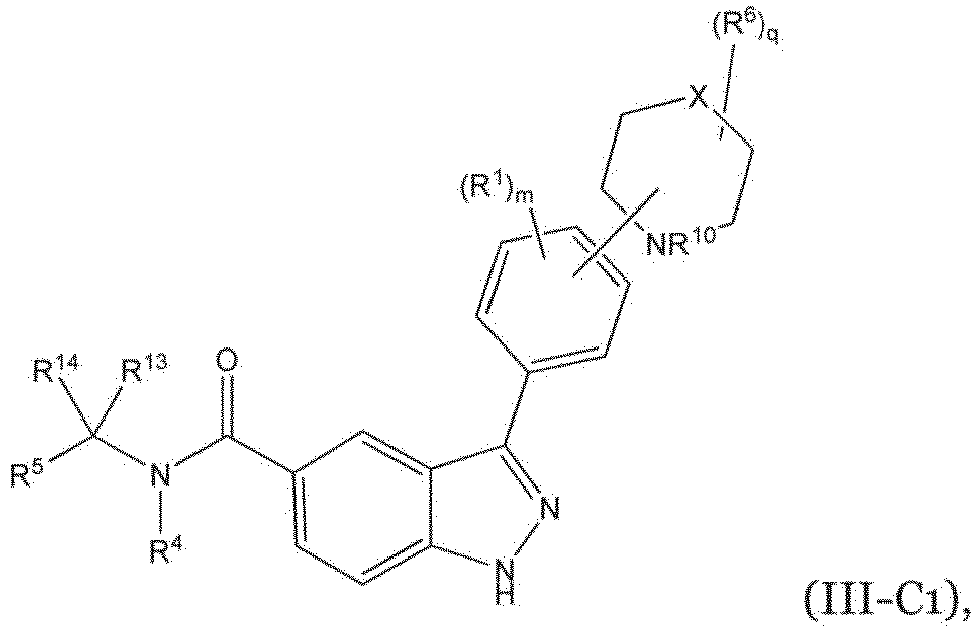 (R⁶)q
X
(R¹)m
NR¹⁰
R¹⁴ R¹³ O
R⁵ N
R⁴
N
N
H
(III-C1),